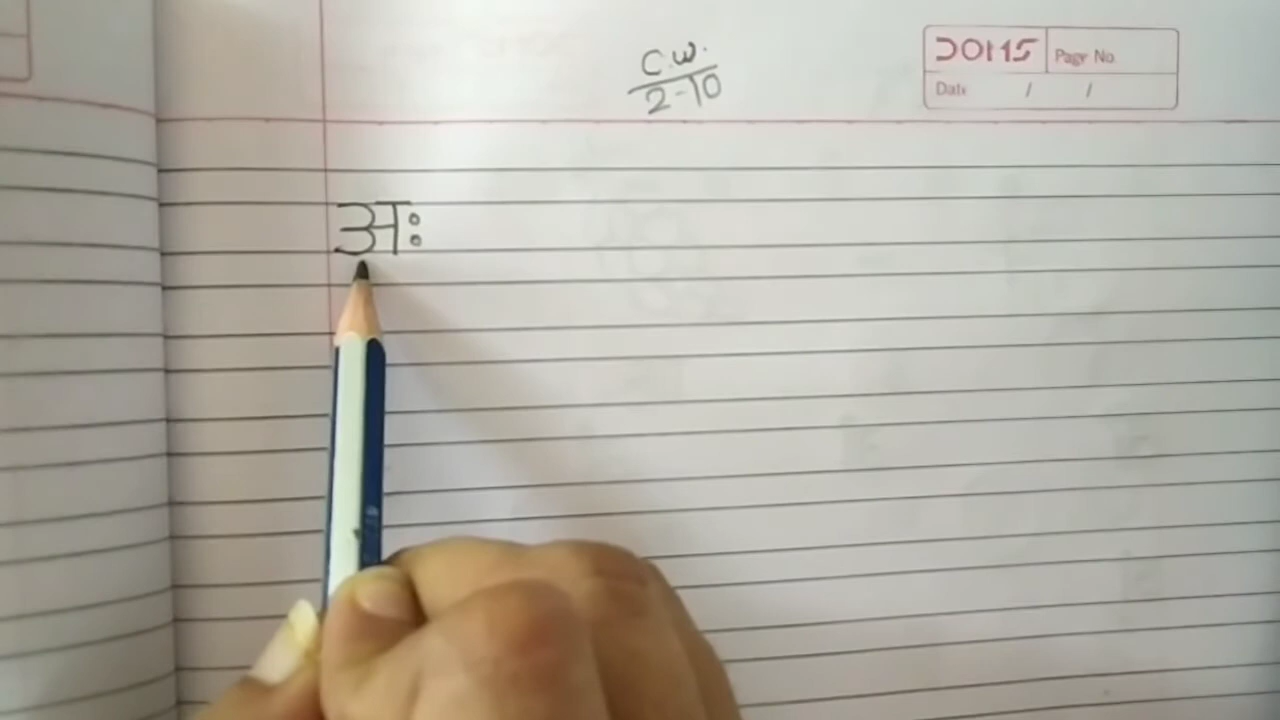 C.W.
2-10
DOMS Page No.
Date / /
अः